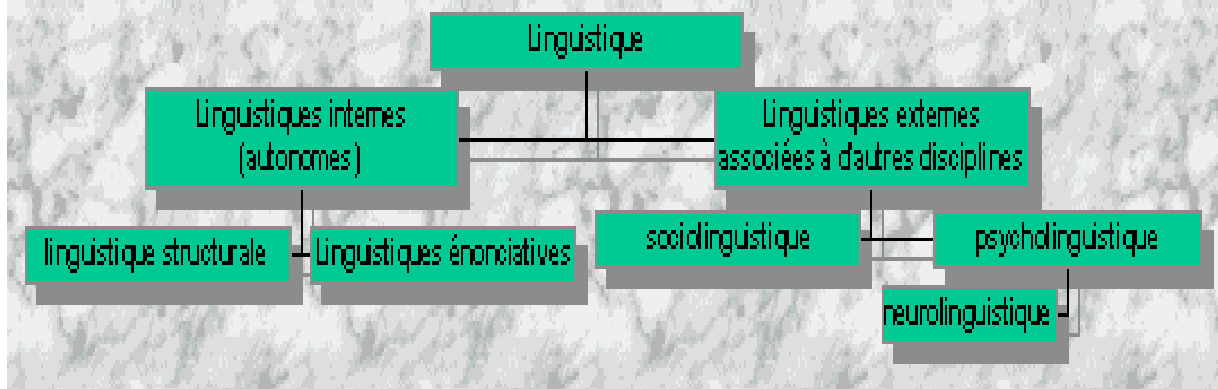 Linguistique
Linguistiques internes
(autonomes)
Linguistiques externes
associées à d'autres disciplines
linguistique structurale
Linguistiques énonciatives
sociolinguistique
psycholinguistique
neurolinguistique